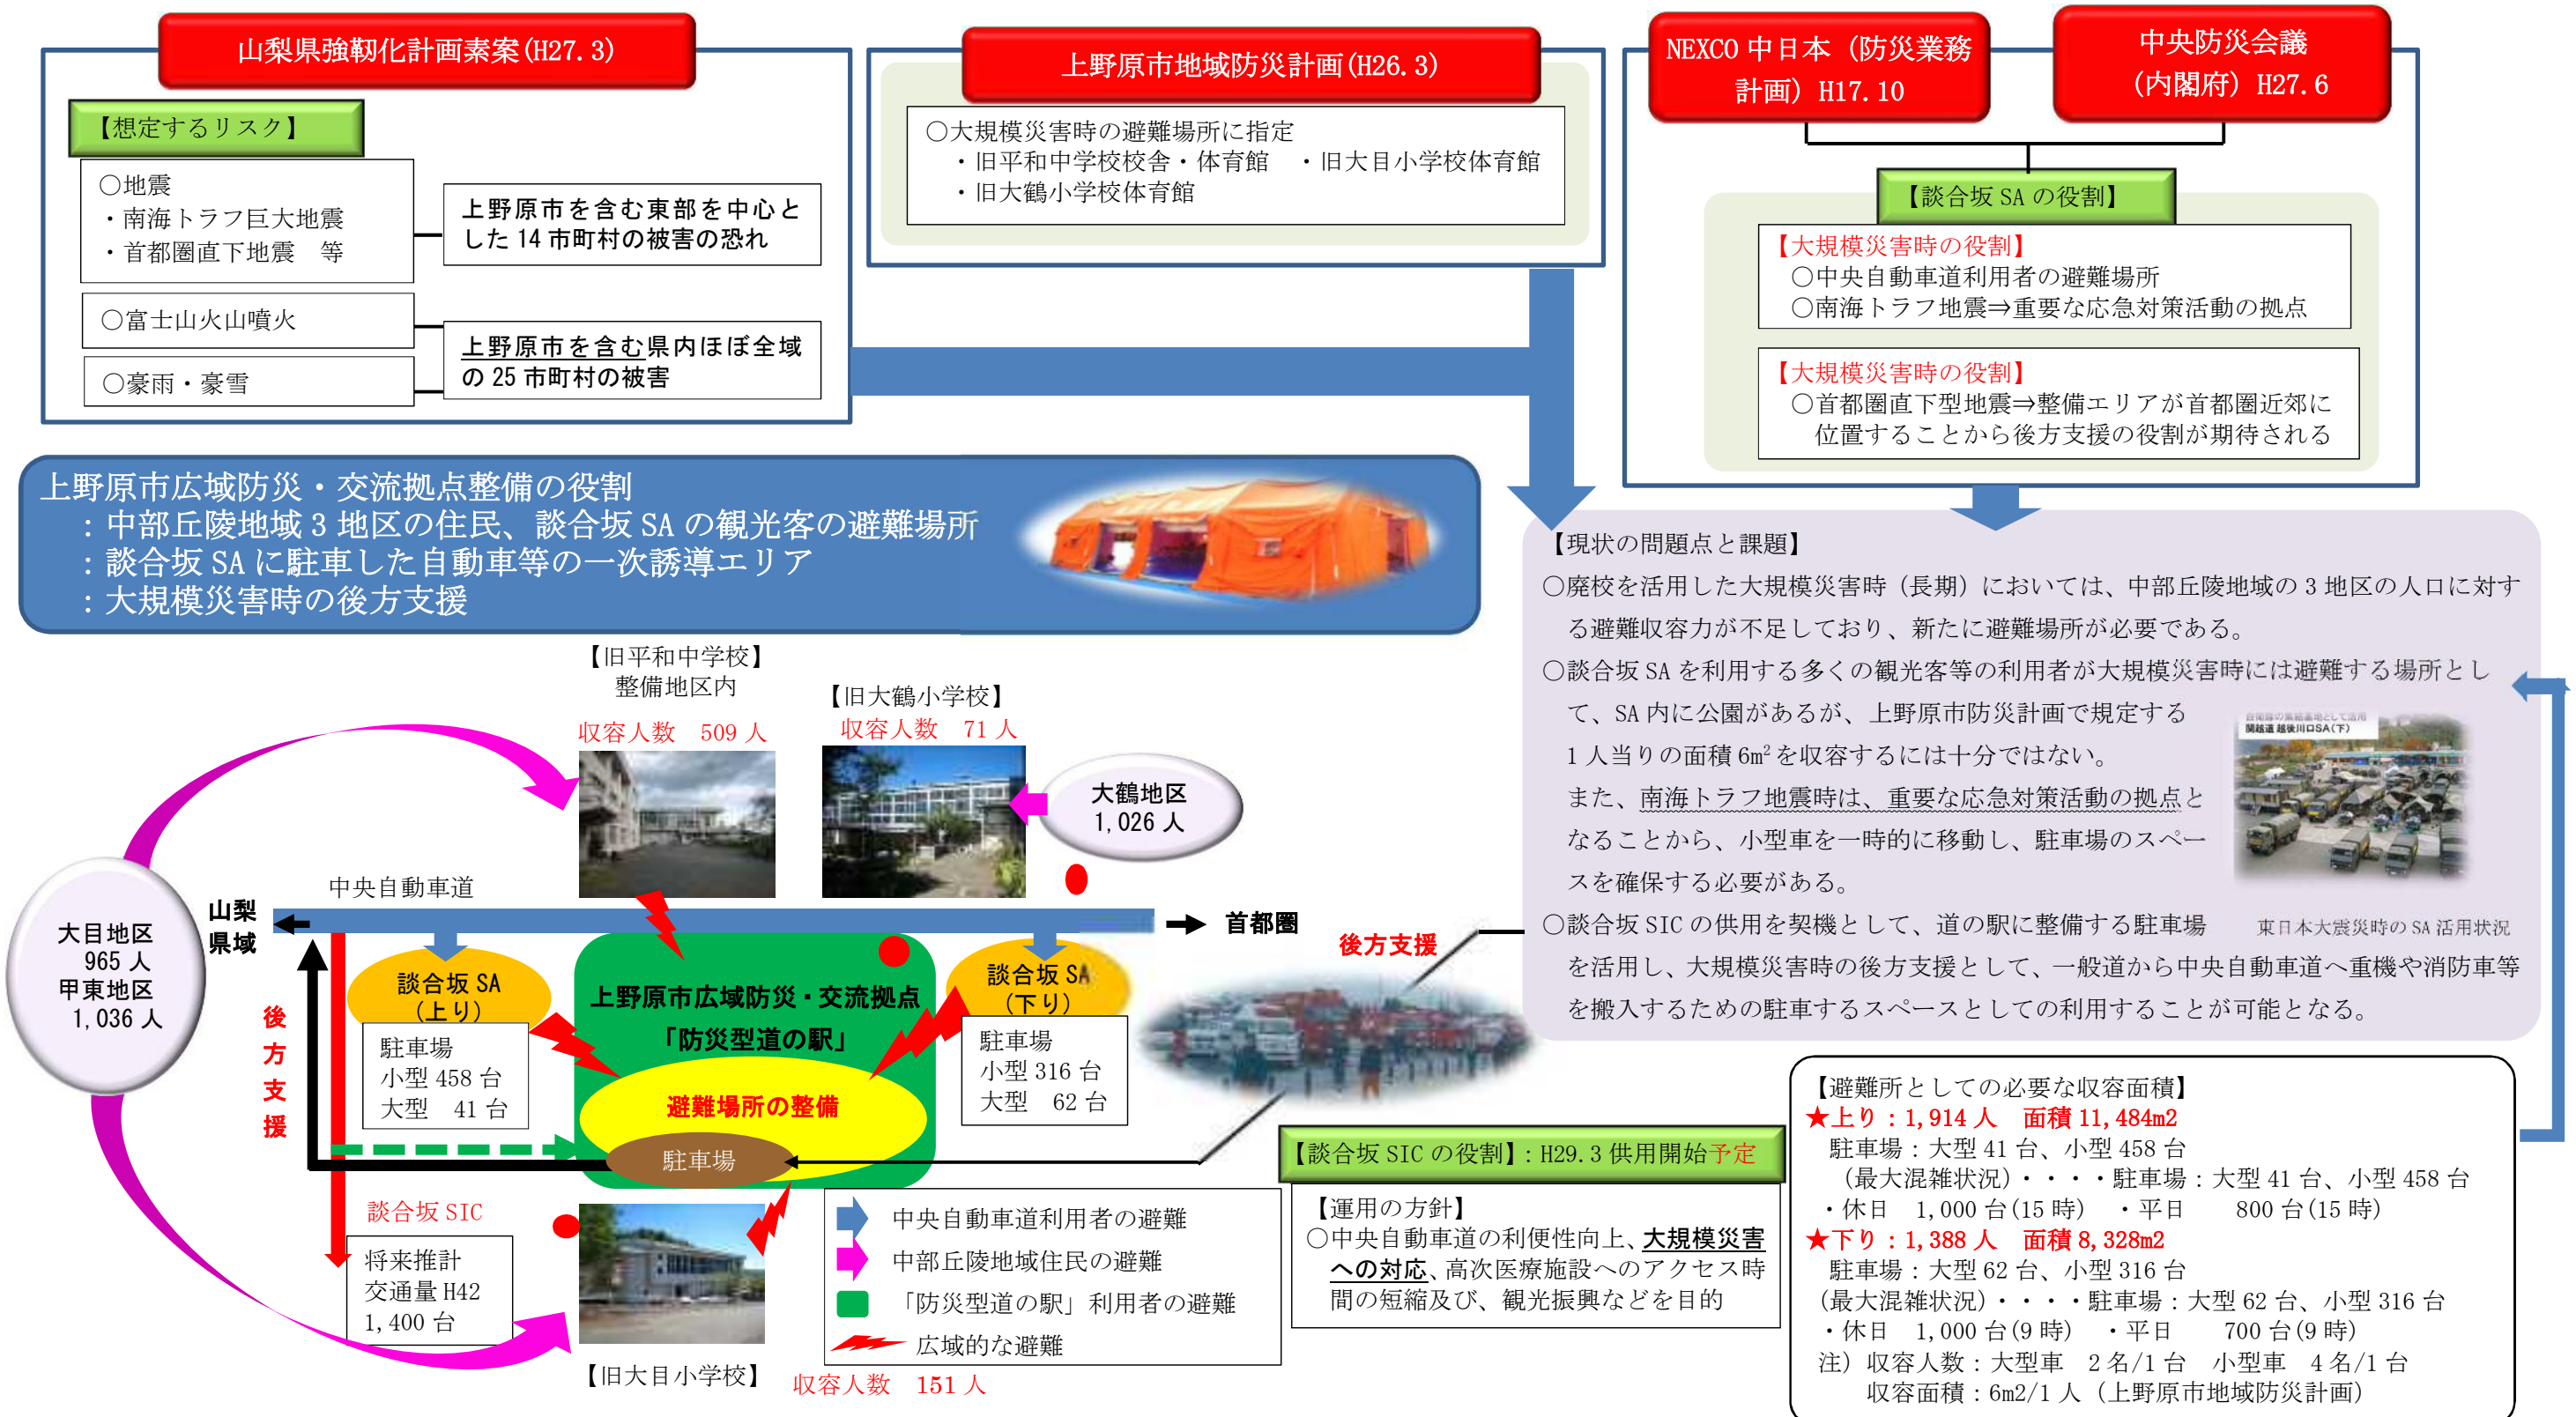 山梨県強靭化計画素案(H27.3)
【想定するリスク】
○地震
・南海トラフ巨大地震
・首都圏直下地震　等
上野原市を含む東部を中心と
した 14 市町村の被害の恐れ
○富士山火山噴火
○豪雨・豪雪
上野原市を含む県内ほぼ全域
の 25 市町村の被害
上野原市地域防災計画(H26.3)
○大規模災害時の避難場所に指定
・旧平和中学校校舎・体育館　・旧大目小学校体育館
・旧大鶴小学校体育館
NEXCO 中日本（防災業務
計画）H17.10
中央防災会議
（内閣府）H27.6
【談合坂 SA の役割】
【大規模災害時の役割】
○中央自動車道利用者の避難場所
○南海トラフ地震⇒重要な応急対策活動の拠点
【大規模災害時の役割】
○首都圏直下型地震⇒整備エリアが首都圏近郊に
位置することから後方支援の役割が期待される
上野原市広域防災・交流拠点整備の役割
：中部丘陵地域 3 地区の住民、談合坂 SA の観光客の避難場所
：談合坂 SA に駐車した自動車等の一次誘導エリア
：大規模災害時の後方支援
【現状の問題点と課題】
○廃校を活用した大規模災害時（長期）においては、中部丘陵地域の 3 地区の人口に対す
る避難収容力が不足しており、新たに避難場所が必要である。
○談合坂 SA を利用する多くの観光客等の利用者が大規模災害時には避難する場所とし
て、SA 内に公園があるが、上野原市防災計画で規定する
1 人当りの面積 6m²を収容するには十分ではない。
また、南海トラフ地震時は、重要な応急対策活動の拠点と
なることから、小型車を一時的に移動し、駐車場のスペー
スを確保する必要がある。
自衛隊の集結基地として活用
関越道 越後川口SA(下)
東日本大震災時の SA 活用状況
○談合坂 SIC の供用を契機として、道の駅に整備する駐車場
を活用し、大規模災害時の後方支援として、一般道から中央自動車道へ重機や消防車等
を搬入するための駐車するスペースとしての利用することが可能となる。
【旧平和中学校】
整備地区内
収容人数　509 人
【旧大鶴小学校】
収容人数　71 人
大鶴地区
1,026 人
大目地区
965 人
甲東地区
1,036 人
中央自動車道
山梨
県域
首都圏
後方支援
談合坂 SA
(上り)
駐車場
小型 458 台
大型　41 台
上野原市広域防災・交流拠点
「防災型道の駅」
避難場所の整備
駐車場
談合坂 SA
(下り)
駐車場
小型 316 台
大型　62 台
後方支援
談合坂 SIC
将来推計
交通量 H42
1,400 台
【旧大目小学校】
収容人数　151 人
中央自動車道利用者の避難
中部丘陵地域住民の避難
「防災型道の駅」利用者の避難
広域的な避難
【談合坂 SIC の役割】：H29.3 供用開始予定
【運用の方針】
○中央自動車道の利便性向上、大規模災害
への対応、高次医療施設へのアクセス時
間の短縮及び、観光振興などを目的
【避難所としての必要な収容面積】
★上り：1,914 人　面積 11,484m2
駐車場：大型 41 台、小型 458 台
(最大混雑状況)・・・・駐車場：大型 41 台、小型 458 台
・休日　1,000 台(15 時)　・平日　　800 台(15 時)
★下り：1,388 人　面積 8,328m2
駐車場：大型 62 台、小型 316 台
(最大混雑状況)・・・・駐車場：大型 62 台、小型 316 台
・休日　1,000 台(9 時)　・平日　　700 台(9 時)
注）収容人数：大型車　2 名/1 台　小型車　4 名/1 台
収容面積：6m2/1 人（上野原市地域防災計画）